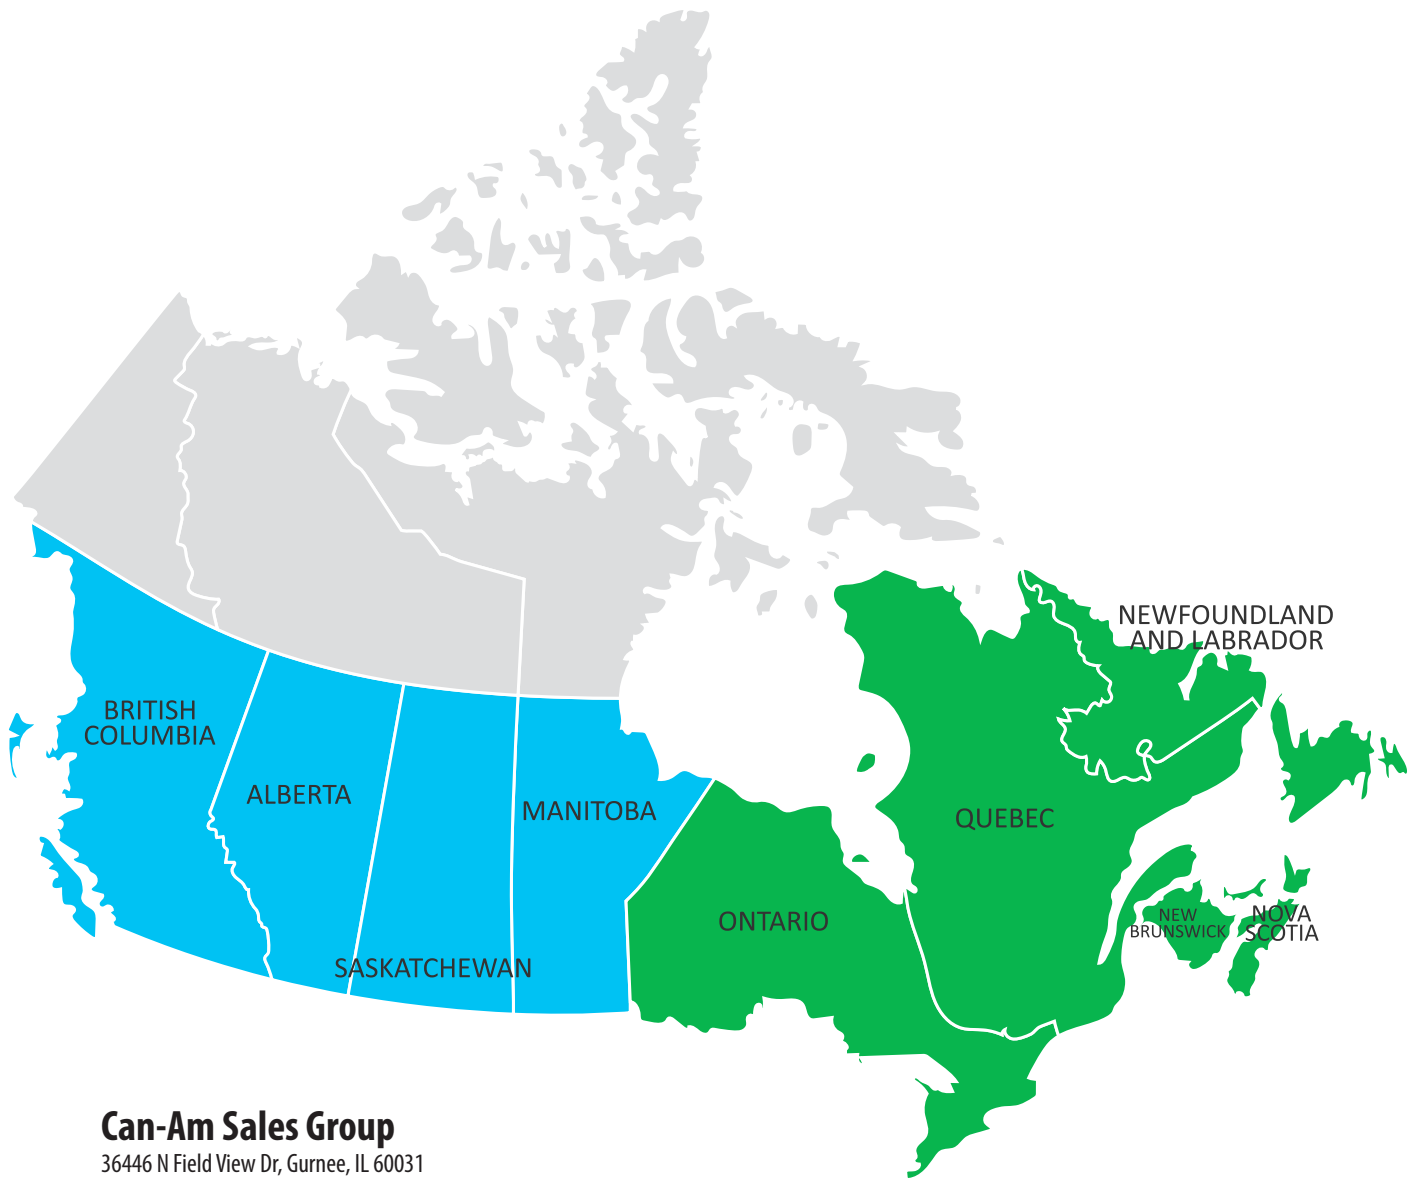 NEWFOUNDLAND
AND LABRADOR
BRITISH
COLUMBIA
ALBERTA
MANITOBA
QUEBEC
ONTARIO
NEW
BRUNSWICK
NOVA
SCOTIA
SASKATCHEWAN
Can-Am Sales Group
36446 N Field View Dr, Gurnee, IL 60031